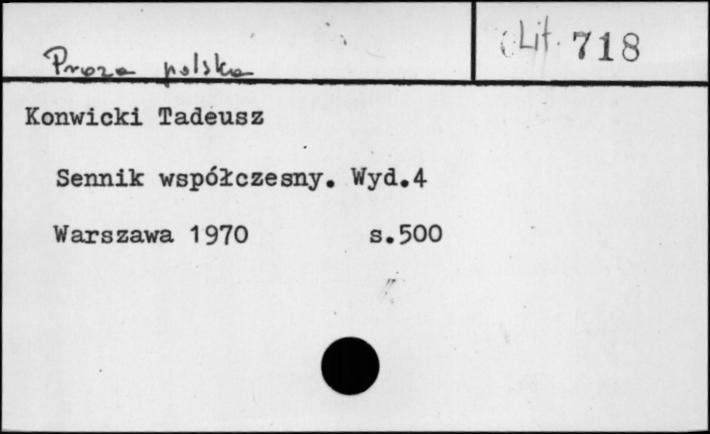 Proza polska
Lit. 718
Konwicki Tadeusz
Sennik współczesny. Wyd.4
Warszawa 1970 s.500